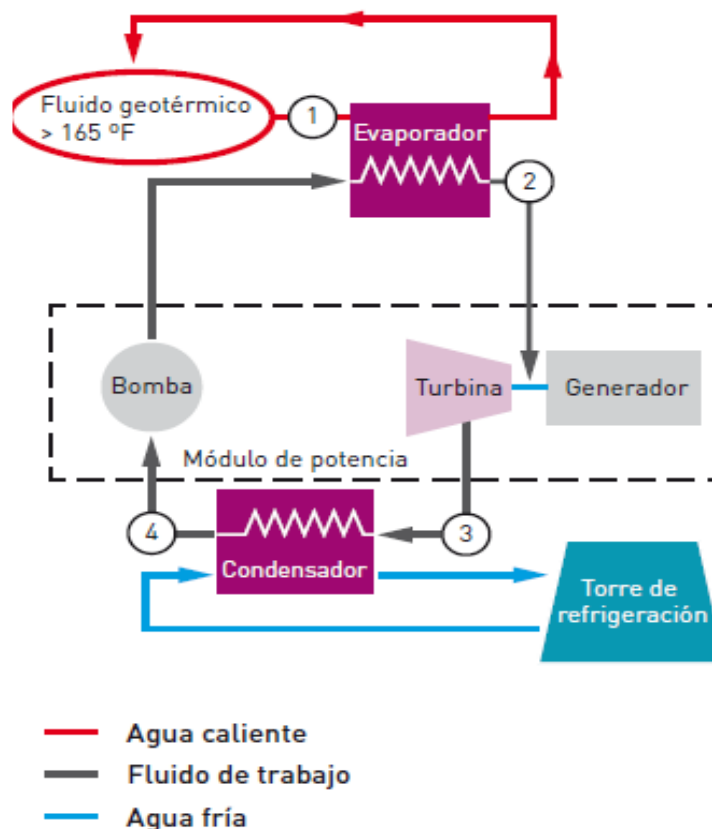 Fluido geotérmico
> 165 ºF
1
Evaporador
2
Bomba
Turbina
Generador
Módulo de potencia
4
3
Condensador
Torre de
refrigeración
Agua caliente
Fluido de trabajo
Agua fría